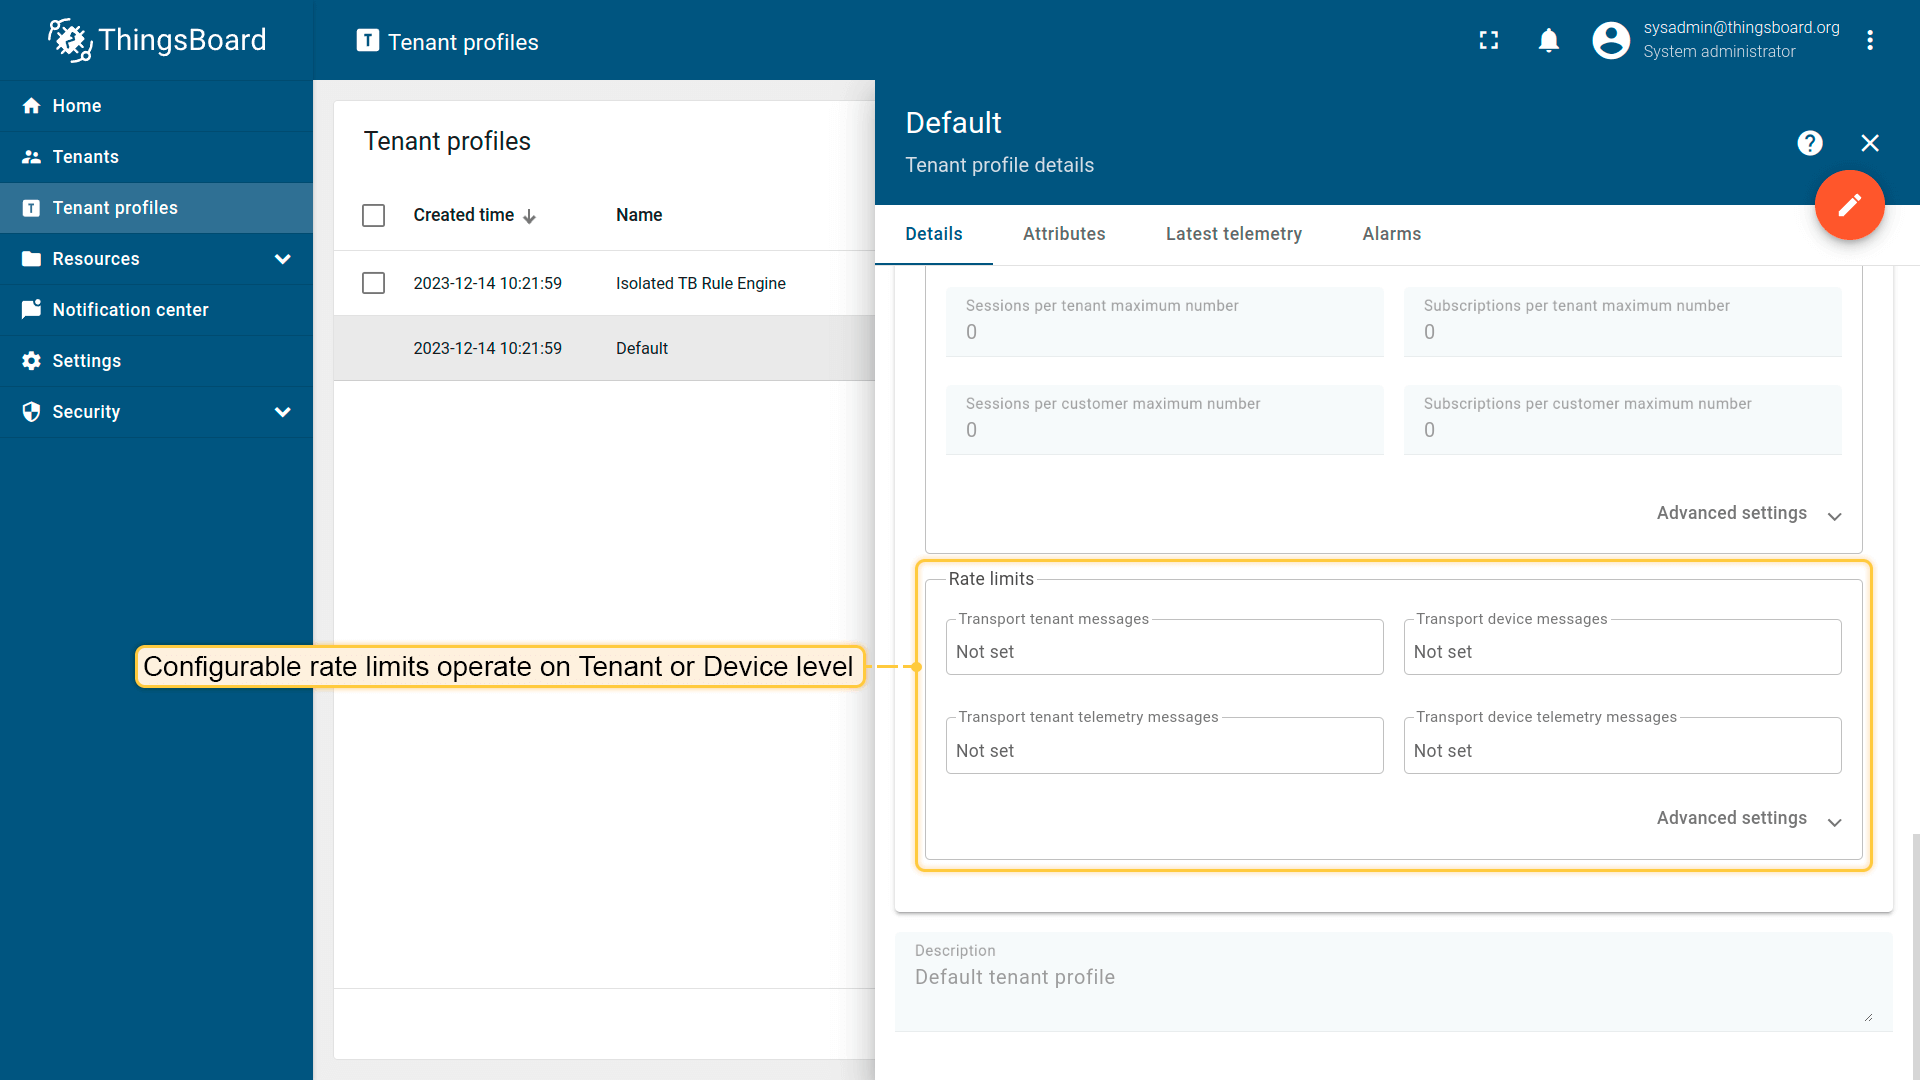 ThingsBoard
Tenant profiles
sysadmin@thingsboard.org
System administrator
Home
Tenants
Tenant profiles
Resources
Notification center
Settings
Security
Tenant profiles
Created time
Name
2023-12-14 10:21:59
Isolated TB Rule Engine
2023-12-14 10:21:59
Default
Default
Tenant profile details
Details
Attributes
Latest telemetry
Alarms
Sessions per tenant maximum number
0
Subscriptions per tenant maximum number
0
Sessions per customer maximum number
0
Subscriptions per customer maximum number
0
Advanced settings
Rate limits
Transport tenant messages
Not set
Transport device messages
Not set
Transport tenant telemetry messages
Not set
Transport device telemetry messages
Not set
Advanced settings
Configurable rate limits operate on Tenant or Device level
Description
Default tenant profile